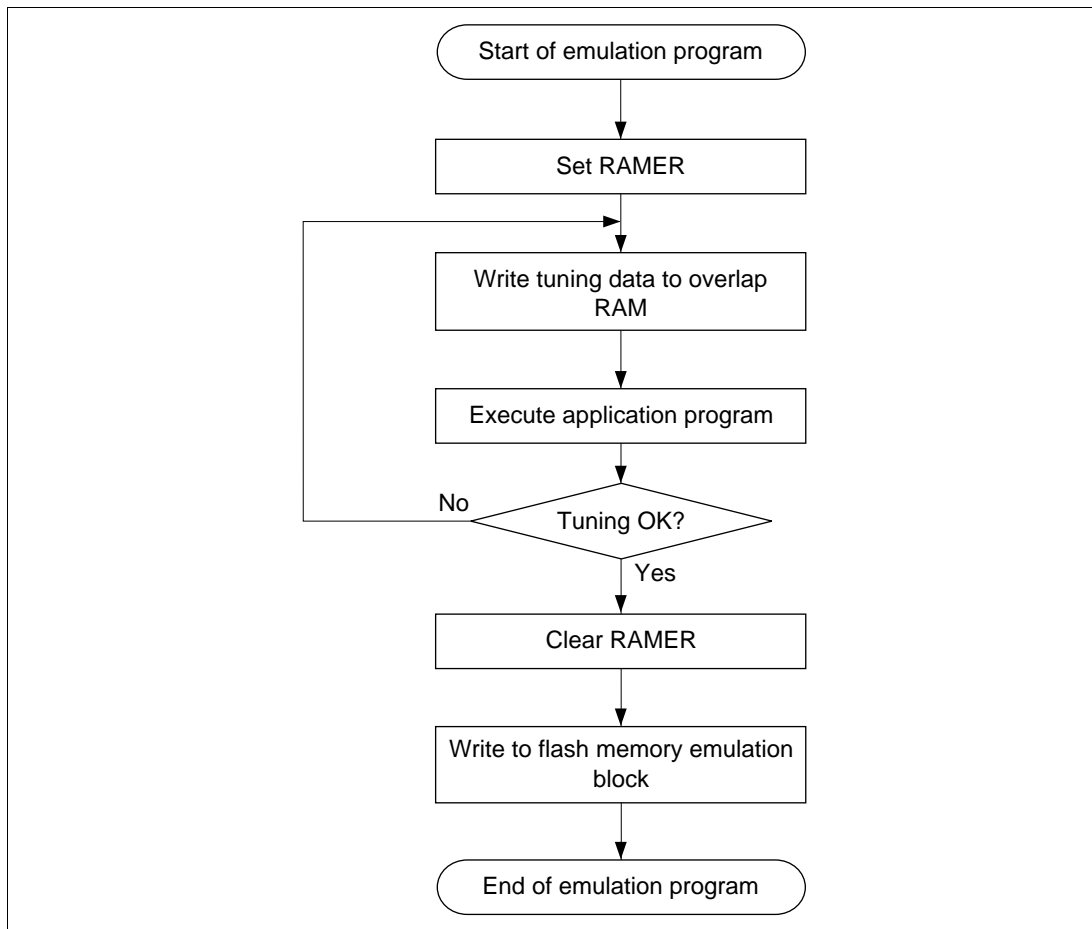 Start of emulation program
Set RAMER
Write tuning data to overlap
RAM
Execute application program
No
Tuning OK?
Yes
Clear RAMER
Write to flash memory emulation
block
End of emulation program